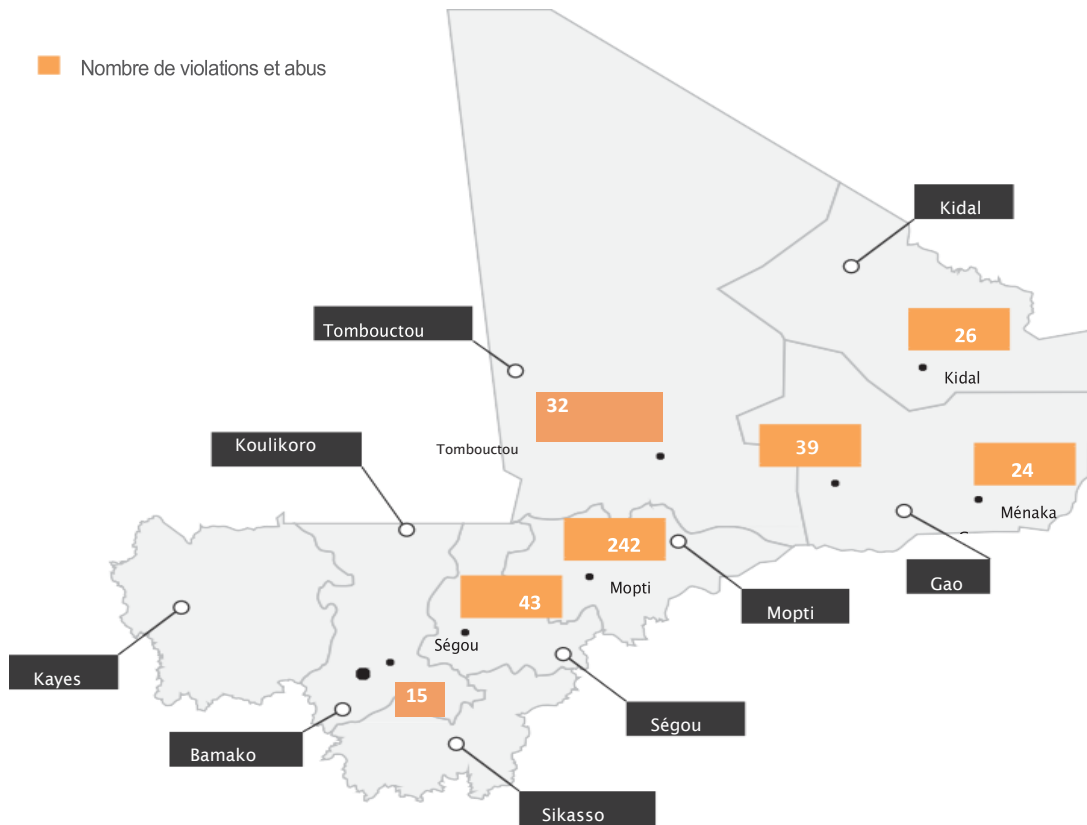 Nombre de violations et abus
Kidal
26
Kidal
Tombouctou
32
Tombouctou
39
24
Ménaka
Koulikoro
242
Mopti
Gao
Mopti
43
Ségou
Kayes
15
Ségou
Bamako
Sikasso